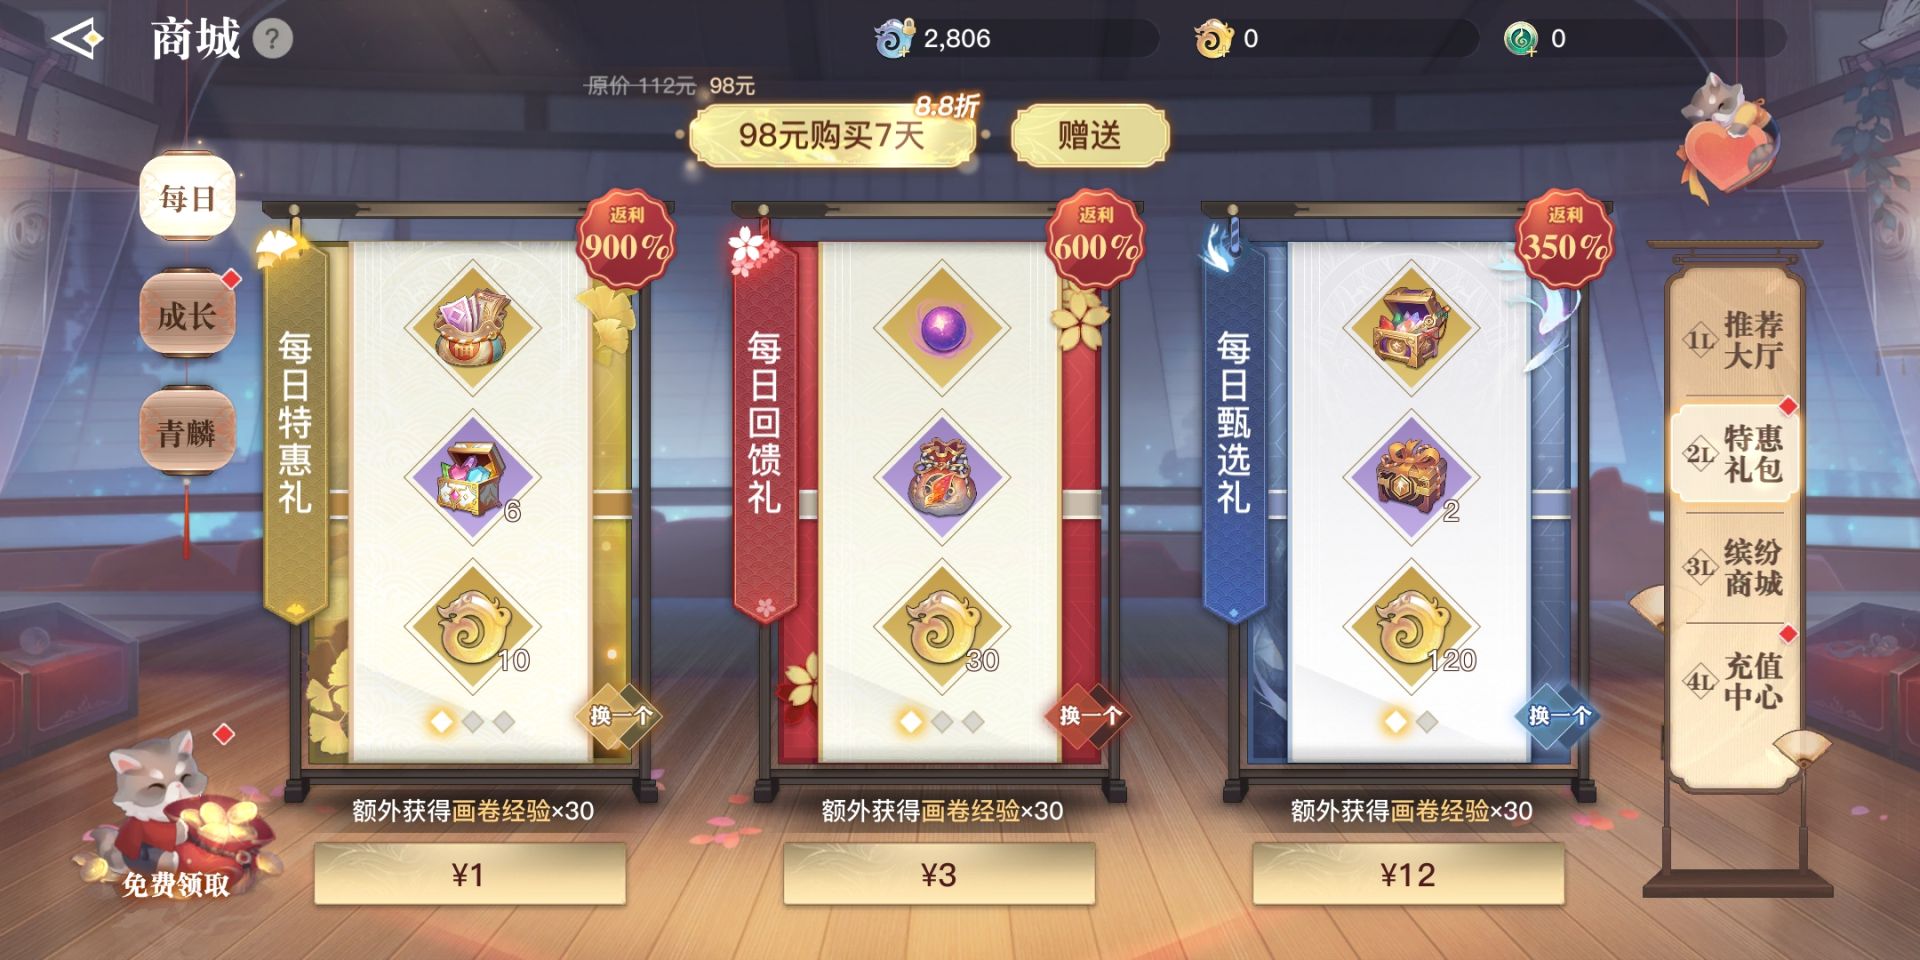 商城 ?
2,806
0
0
原价 112元 98元
8.8折
98元购买7天
赠送
每日
成长
青麟
每日特惠礼
返利
900%
6
10
换一个
额外获得画卷经验×30
¥1
每日回馈礼
返利
600%
30
换一个
额外获得画卷经验×30
¥3
每日甄选礼
返利
350%
2
120
换一个
额外获得画卷经验×30
¥12
1L 推荐
大厅
2L 特惠
礼包
3L 缤纷
商城
4L 充值
中心
免费领取